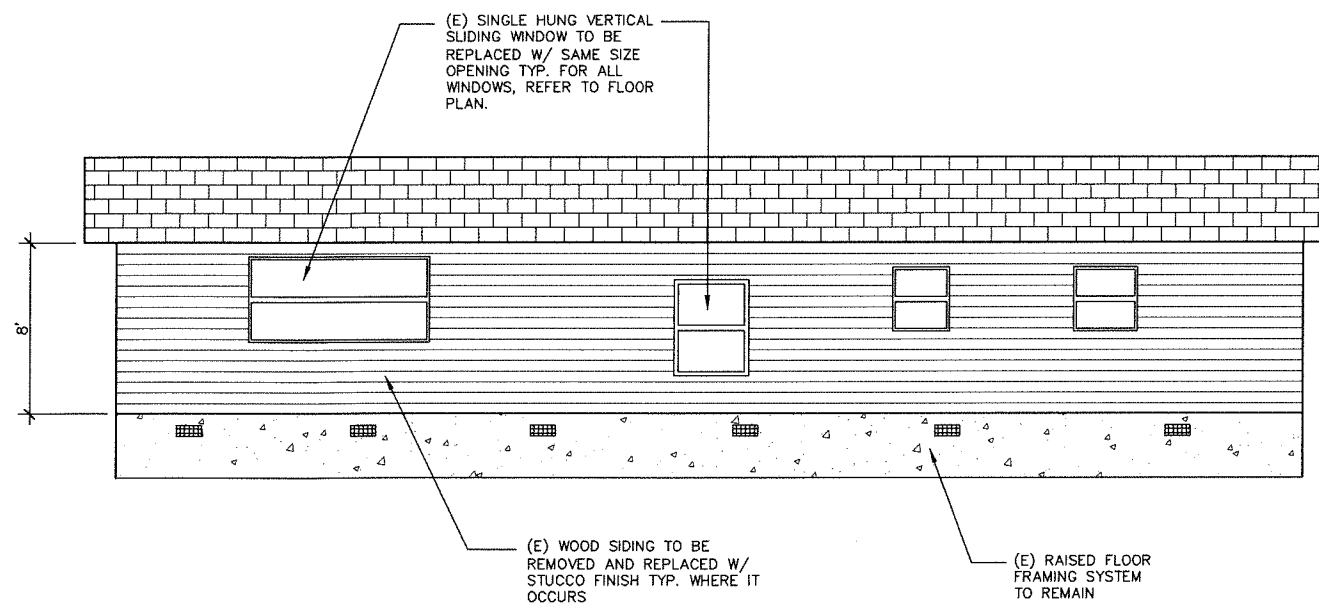 (E) SINGLE HUNG VERTICAL
SLIDING WINDOW TO BE
REPLACED W/ SAME SIZE
OPENING TYP. FOR ALL
WINDOWS, REFER TO FLOOR
PLAN.
8'
(E) WOOD SIDING TO BE
REMOVED AND REPLACED W/
STUCCO FINISH TYP. WHERE IT
OCCURS
(E) RAISED FLOOR
FRAMING SYSTEM
TO REMAIN